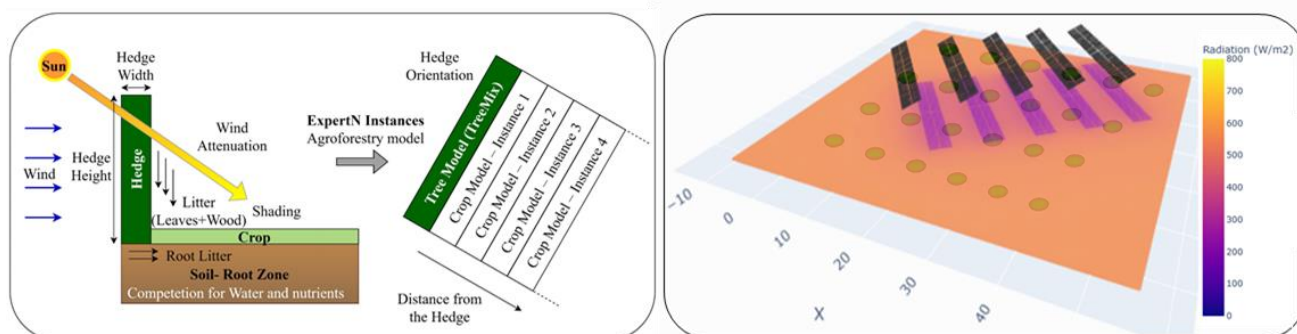 Sun
Hedge
Width
Wind
Hedge
Height
Hedge
Wind
Attenuation
Litter
(Leaves+Wood)
Shading
Crop
Root Litter
Soil- Root Zone
Competetion for Water and nutrients
ExpertN Instances
Agroforestry model
Hedge
Orientation
Tree Model (TreeMix)
Crop Model – Instance 1
Crop Model – Instance 2
Crop Model – Instance 3
Crop Model – Instance 4
Distance from
the Hedge
−10
0
10
20
30
40
X
Radiation (W/m2)
800
700
600
500
400
300
200
100
0